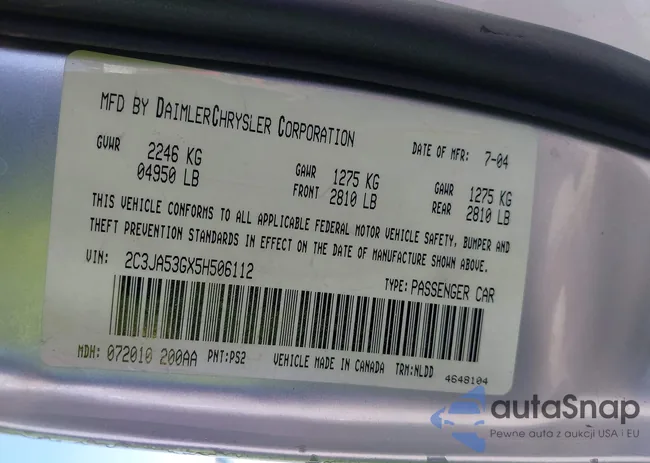 MFD BY DAIMLERCHRYSLER CORPORATION
DATE OF MFR: 7-04
GVWR 2246 KG 04950 LB
GAWR FRONT 1275 KG 2810 LB
GAWR REAR 1275 KG 2810 LB
THIS VEHICLE CONFORMS TO ALL APPLICABLE FEDERAL MOTOR VEHICLE SAFETY, BUMPER AND
THEFT PREVENTION STANDARDS IN EFFECT ON THE DATE OF MANUFACTURE SHOWN ABOVE.
VIN: 2C3JA53GX5H506112
TYPE: PASSENGER CAR
MDH: 072010 200AA PNT:PS2 VEHICLE MADE IN CANADA TRM:NLDD
4648104
autaSnap
Pewne auta z aukcji USA i EU